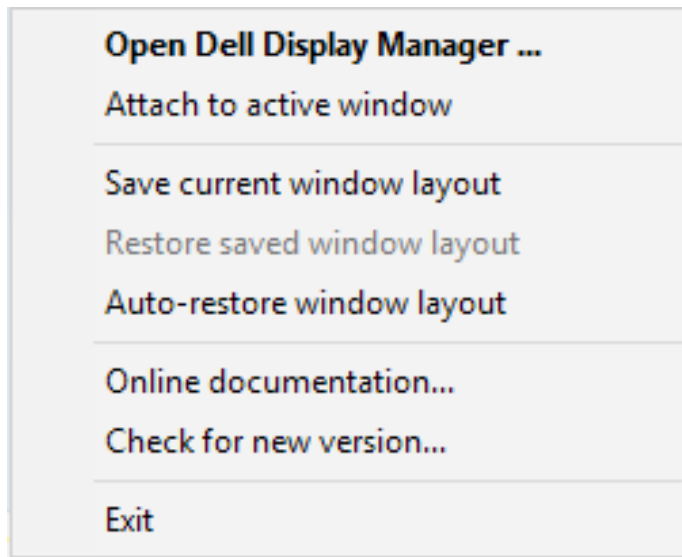 Open Dell Display Manager ...
Attach to active window
Save current window layout
Restore saved window layout
Auto-restore window layout
Online documentation...
Check for new version...
Exit